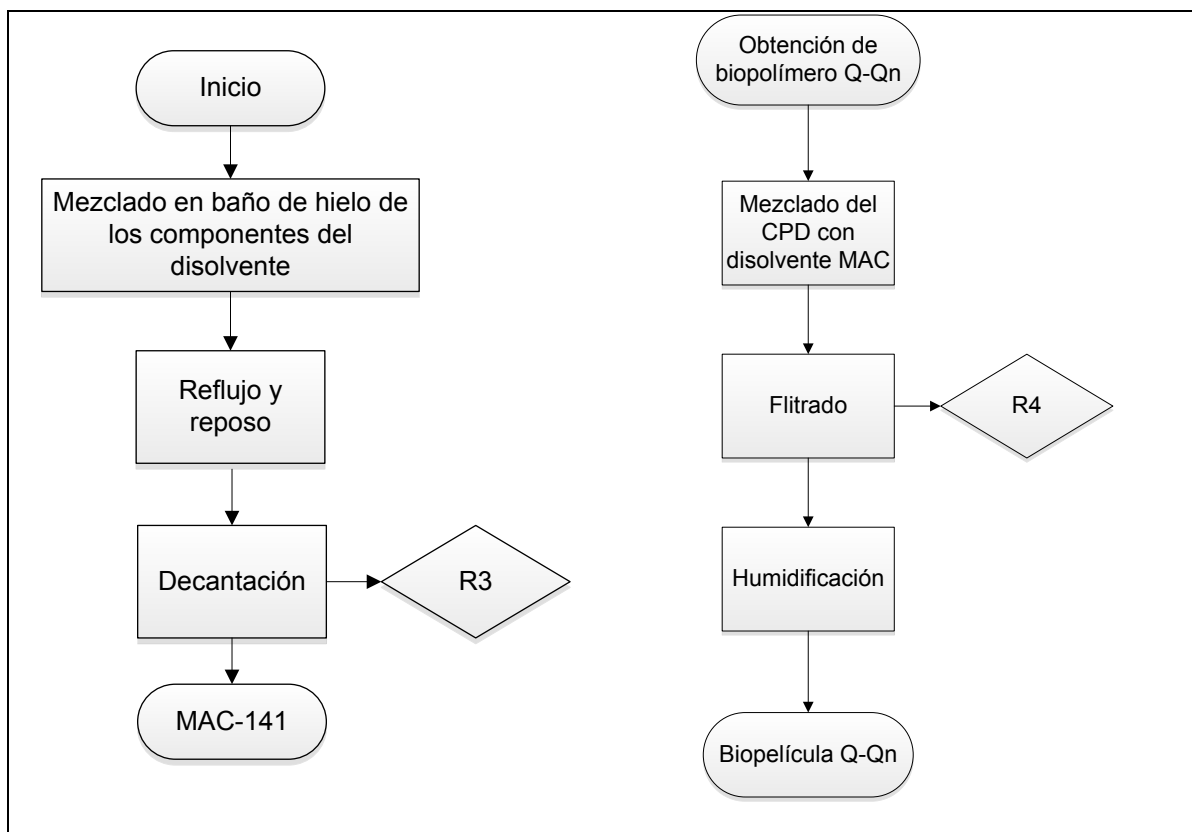 Inicio
Mezclado en baño de hielo de
los componentes del
disolvente
Reflujo y
reposo
Decantación
R3
MAC-141
Obtención de
biopolímero Q-Qn
Mezclado del
CPD con
disolvente MAC
Flitrado
R4
Humidificación
Biopelícula Q-Qn